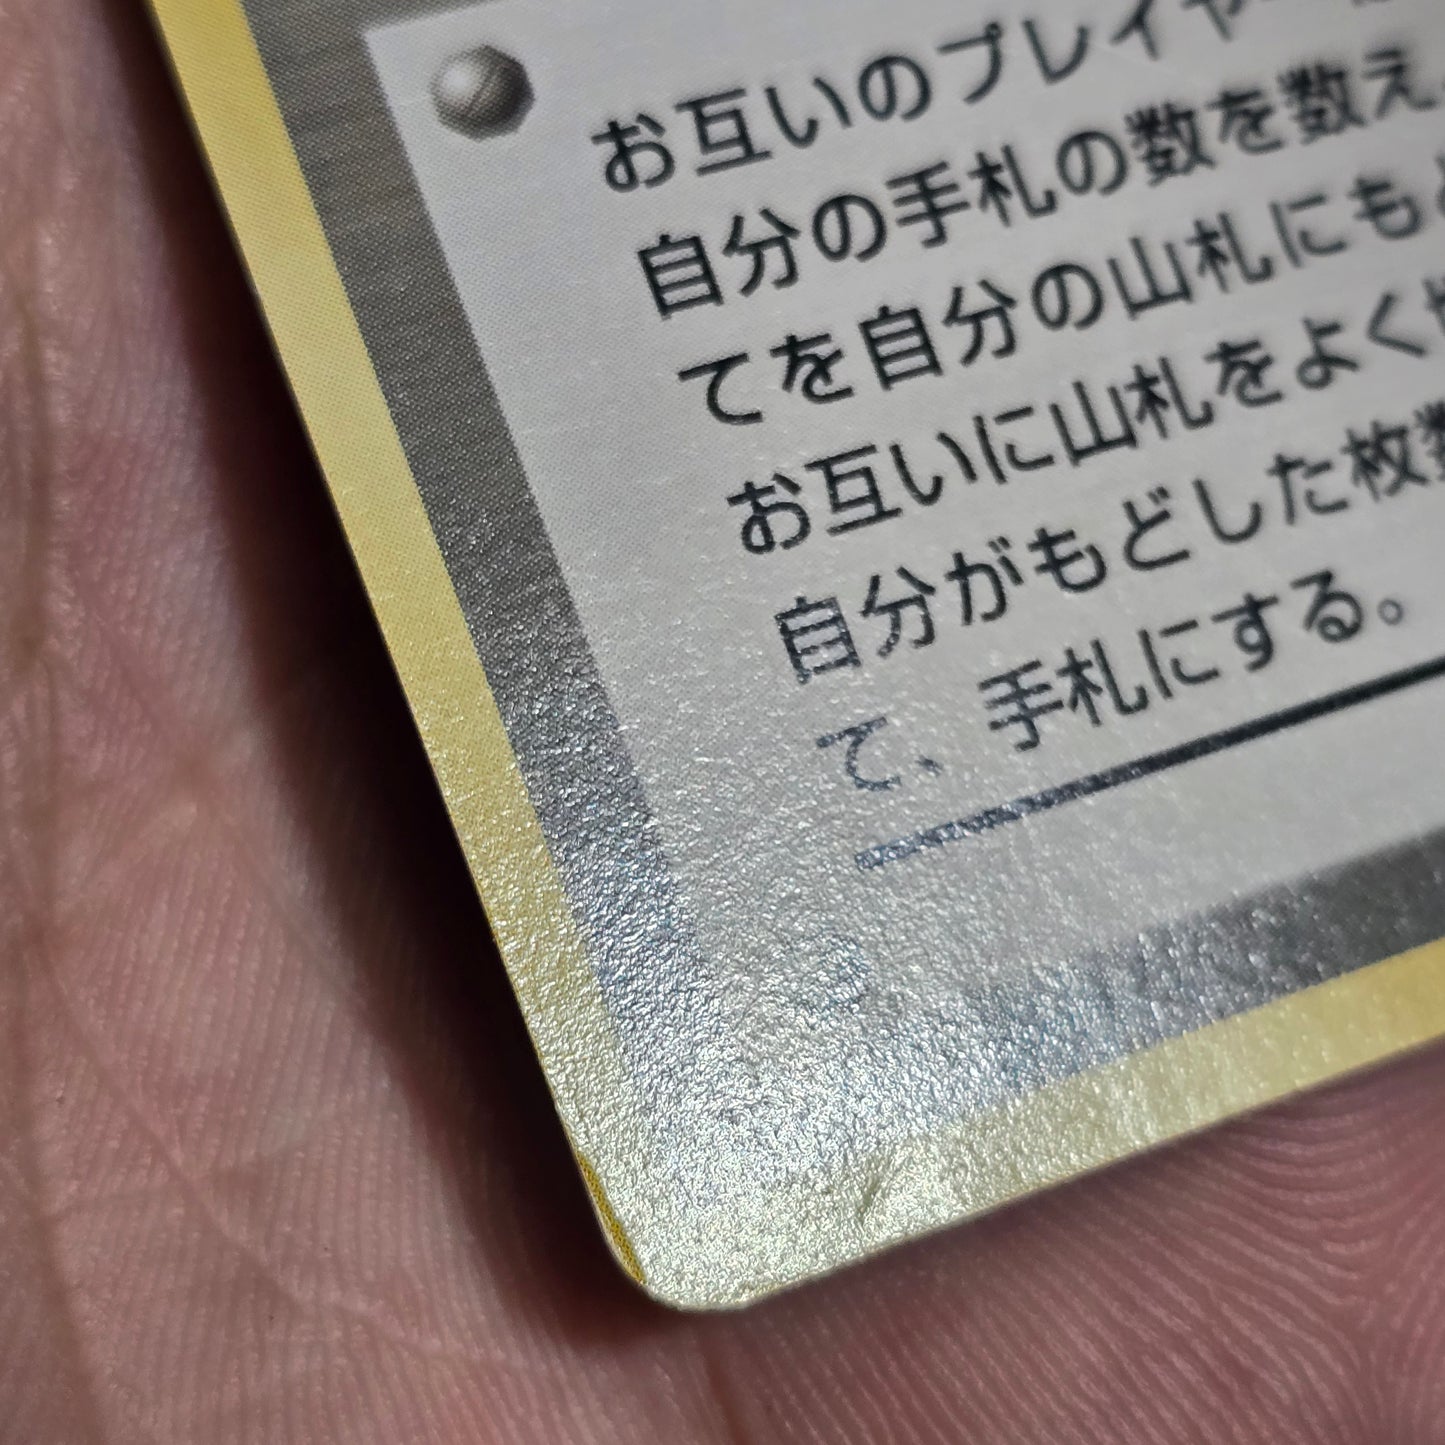 お互いのプレイヤー
自分の手札の数を数え
てを自分の山札にも
お互いに山札をよく
自分がもどした枚数
て、手札にする。